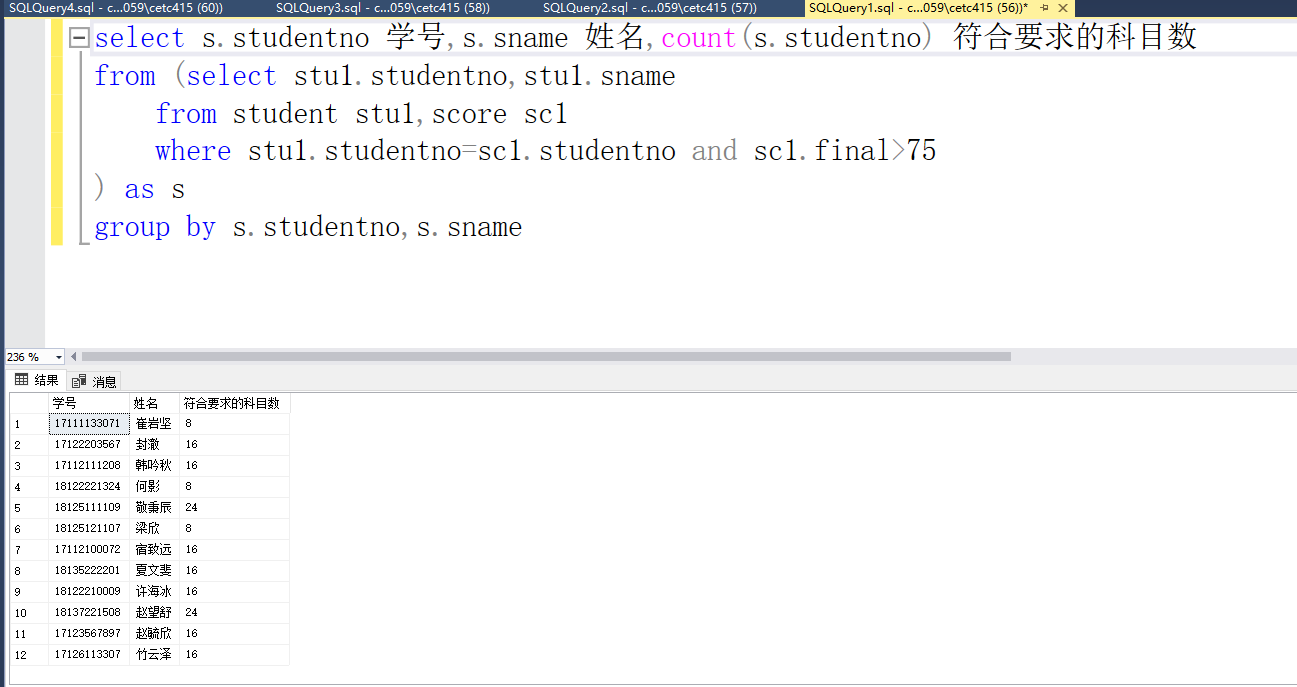 SQLQuery4.sql - c...059\cetc415 (60)) SQLQuery3.sql - c...059\cetc415 (58)) SQLQuery2.sql - c...059\cetc415 (57)) SQLQuery1.sql - c...059\cetc415 (56))*
select s.studentno 学号,s.sname 姓名,count(s.studentno) 符合要求的科目数
from (select stu1.studentno,stu1.sname
from student stu1,score sc1
where stu1.studentno=sc1.studentno and sc1.final>75
) as s
group by s.studentno,s.sname
236 %
结果 消息
学号 姓名 符合要求的科目数
1 17111133071 崔岩坚 8
2 17122203567 封澈 16
3 17112111208 韩吟秋 16
4 18122221324 何影 8
5 18125111109 敬秉辰 24
6 18125121107 梁欣 8
7 17112100072 宿致远 16
8 18135222201 夏文斐 16
9 18122210009 许海冰 16
10 18137221508 赵望舒 24
11 17123567897 赵毓欣 16
12 17126113307 竹云泽 16